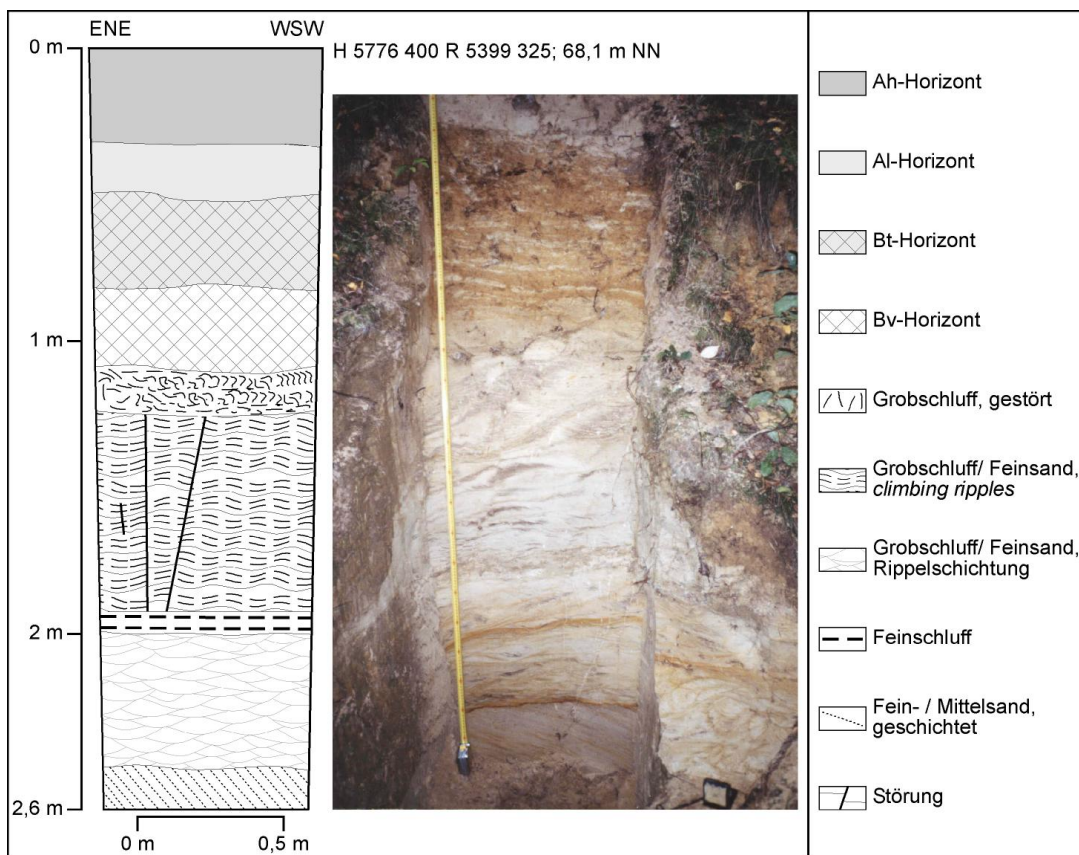 ENE WSW
H 5776 400 R 5399 325; 68,1 m NN
0 m
1 m
2 m
2,6 m
0 m 0,5 m
Ah-Horizont
Al-Horizont
Bt-Horizont
Bv-Horizont
Grobschluff, gestört
Grobschluff/ Feinsand,
climbing ripples
Grobschluff/ Feinsand,
Rippelschichtung
Feinschluff
Fein- / Mittelsand,
geschichtet
Störung